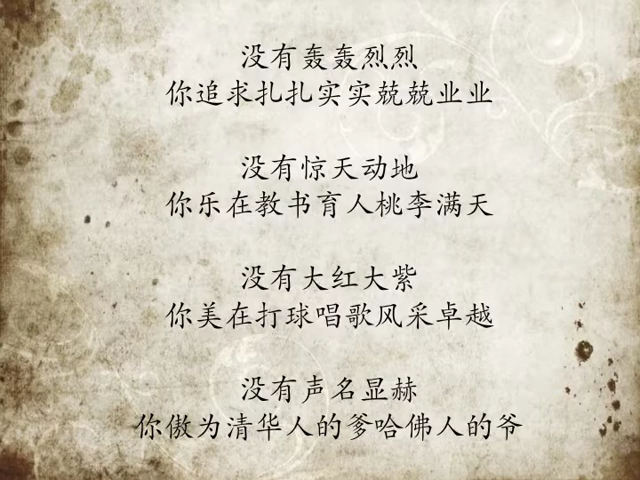 没有轰轰烈烈
你追求扎扎实实兢兢业业
没有惊天动地
你乐在教书育人桃李满天
没有大红大紫
你美在打球唱歌风采卓越
没有声名显赫
你傲为清华人的爹哈佛人的爷